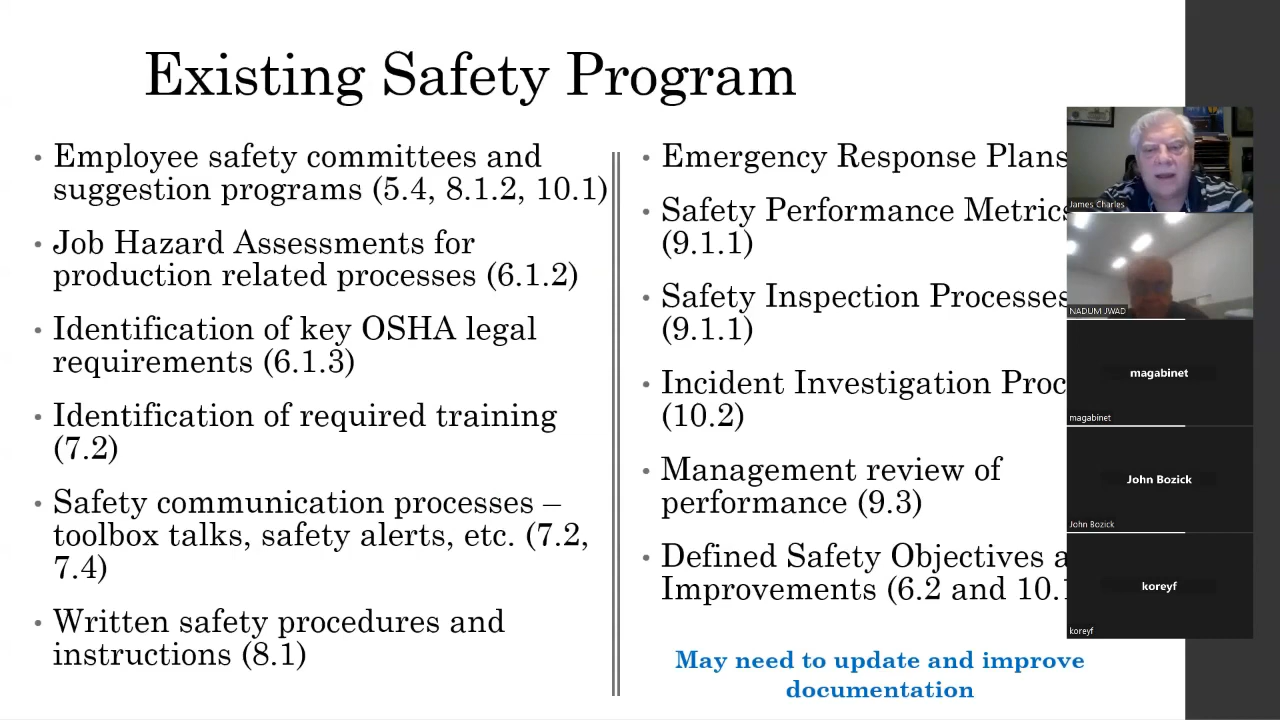 Existing Safety Program
• Employee safety committees and
suggestion programs (5.4, 8.1.2, 10.1)
• Job Hazard Assessments for
production related processes (6.1.2)
• Identification of key OSHA legal
requirements (6.1.3)
• Identification of required training
(7.2)
• Safety communication processes –
toolbox talks, safety alerts, etc. (7.2,
7.4)
• Written safety procedures and
instructions (8.1)
• Emergency Response Plans
• Safety Performance Metrics
(9.1.1)
• Safety Inspection Processes
(9.1.1)
• Incident Investigation Proc
(10.2)
• Management review of
performance (9.3)
• Defined Safety Objectives a
Improvements (6.2 and 10.1
May need to update and improve
documentation
James Charles
NADUM JWAD
magabinet
magabinet
John Bozick
John Bozick
koreyf
koreyf